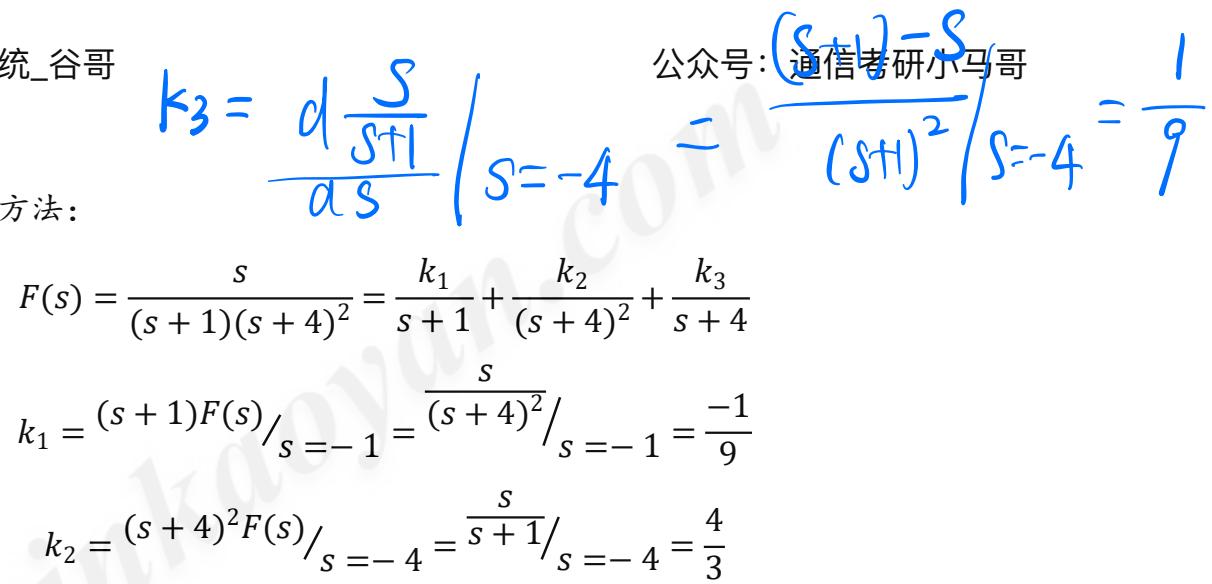 统_谷哥
公众号：通信考研小马哥
k₃ = d s/(s+1) / ds / s=-4 = ((s+1)-s)/(s+1)² / s=-4 = 1/9
方法：
F(s) = s/((s + 1)(s + 4)²) = k₁/(s + 1) + k₂/(s + 4)² + k₃/(s + 4)
k₁ = (s + 1)F(s)/s =− 1 = s/(s + 4)²/s =− 1 = −1/9
k₂ = (s + 4)²F(s)/s =− 4 = s/(s + 1)/s =− 4 = 4/3
inkaoyan.com